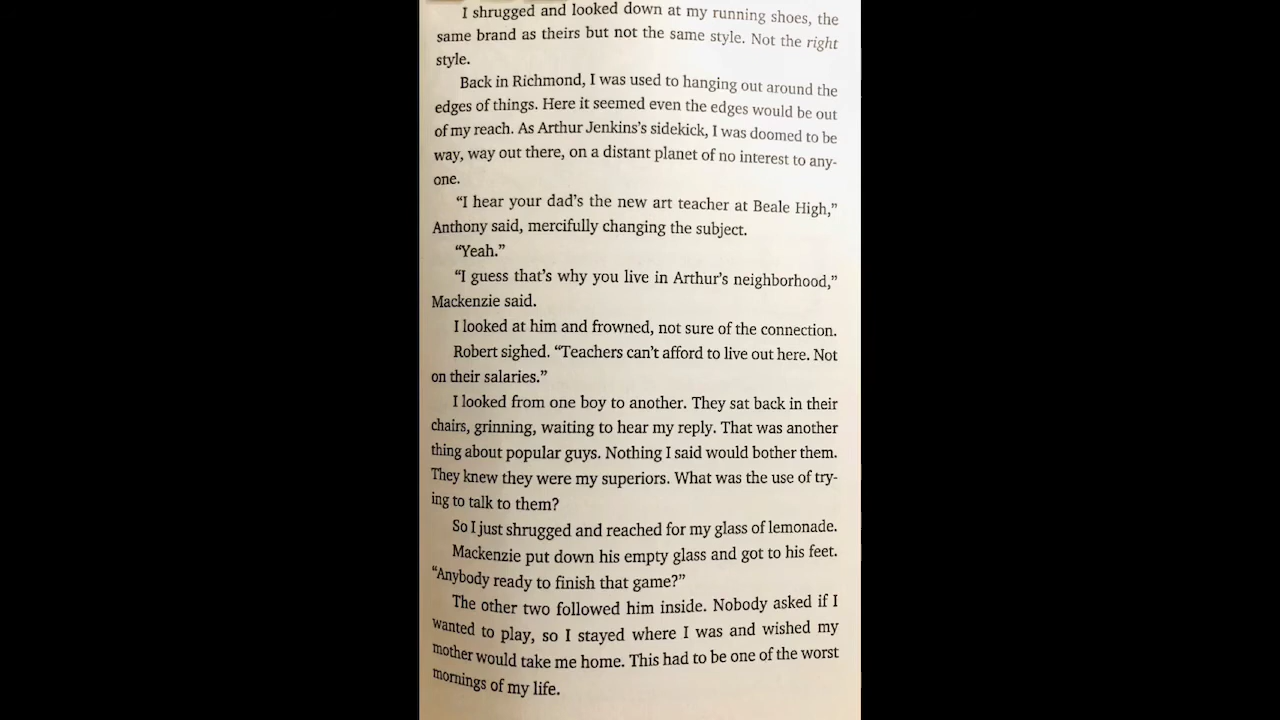 I shrugged and looked down at my running shoes, the
same brand as theirs but not the same style. Not the right
style.
Back in Richmond, I was used to hanging out around the
edges of things. Here it seemed even the edges would be out
of my reach. As Arthur Jenkins’s sidekick, I was doomed to be
way, way out there, on a distant planet of no interest to any-
one.
“I hear your dad’s the new art teacher at Beale High,”
Anthony said, mercifully changing the subject.
“Yeah.”
“I guess that’s why you live in Arthur’s neighborhood,”
Mackenzie said.
I looked at him and frowned, not sure of the connection.
Robert sighed. “Teachers can’t afford to live out here. Not
on their salaries.”
I looked from one boy to another. They sat back in their
chairs, grinning, waiting to hear my reply. That was another
thing about popular guys. Nothing I said would bother them.
They knew they were my superiors. What was the use of try-
ing to talk to them?
So I just shrugged and reached for my glass of lemonade.
Mackenzie put down his empty glass and got to his feet.
“Anybody ready to finish that game?”
The other two followed him inside. Nobody asked if I
wanted to play, so I stayed where I was and wished my
mother would take me home. This had to be one of the worst
mornings of my life.